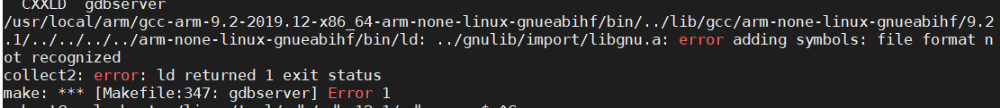 CXXLD gdbserver
/usr/local/arm/gcc-arm-9.2-2019.12-x86_64-arm-none-linux-gnueabihf/bin/../lib/gcc/arm-none-linux-gnueabihf/9.2
.1/../../../../arm-none-linux-gnueabihf/bin/ld: ../gnulib/import/libgnu.a: error adding symbols: file format n
ot recognized
collect2: error: ld returned 1 exit status
make: *** [Makefile:347: gdbserver] Error 1